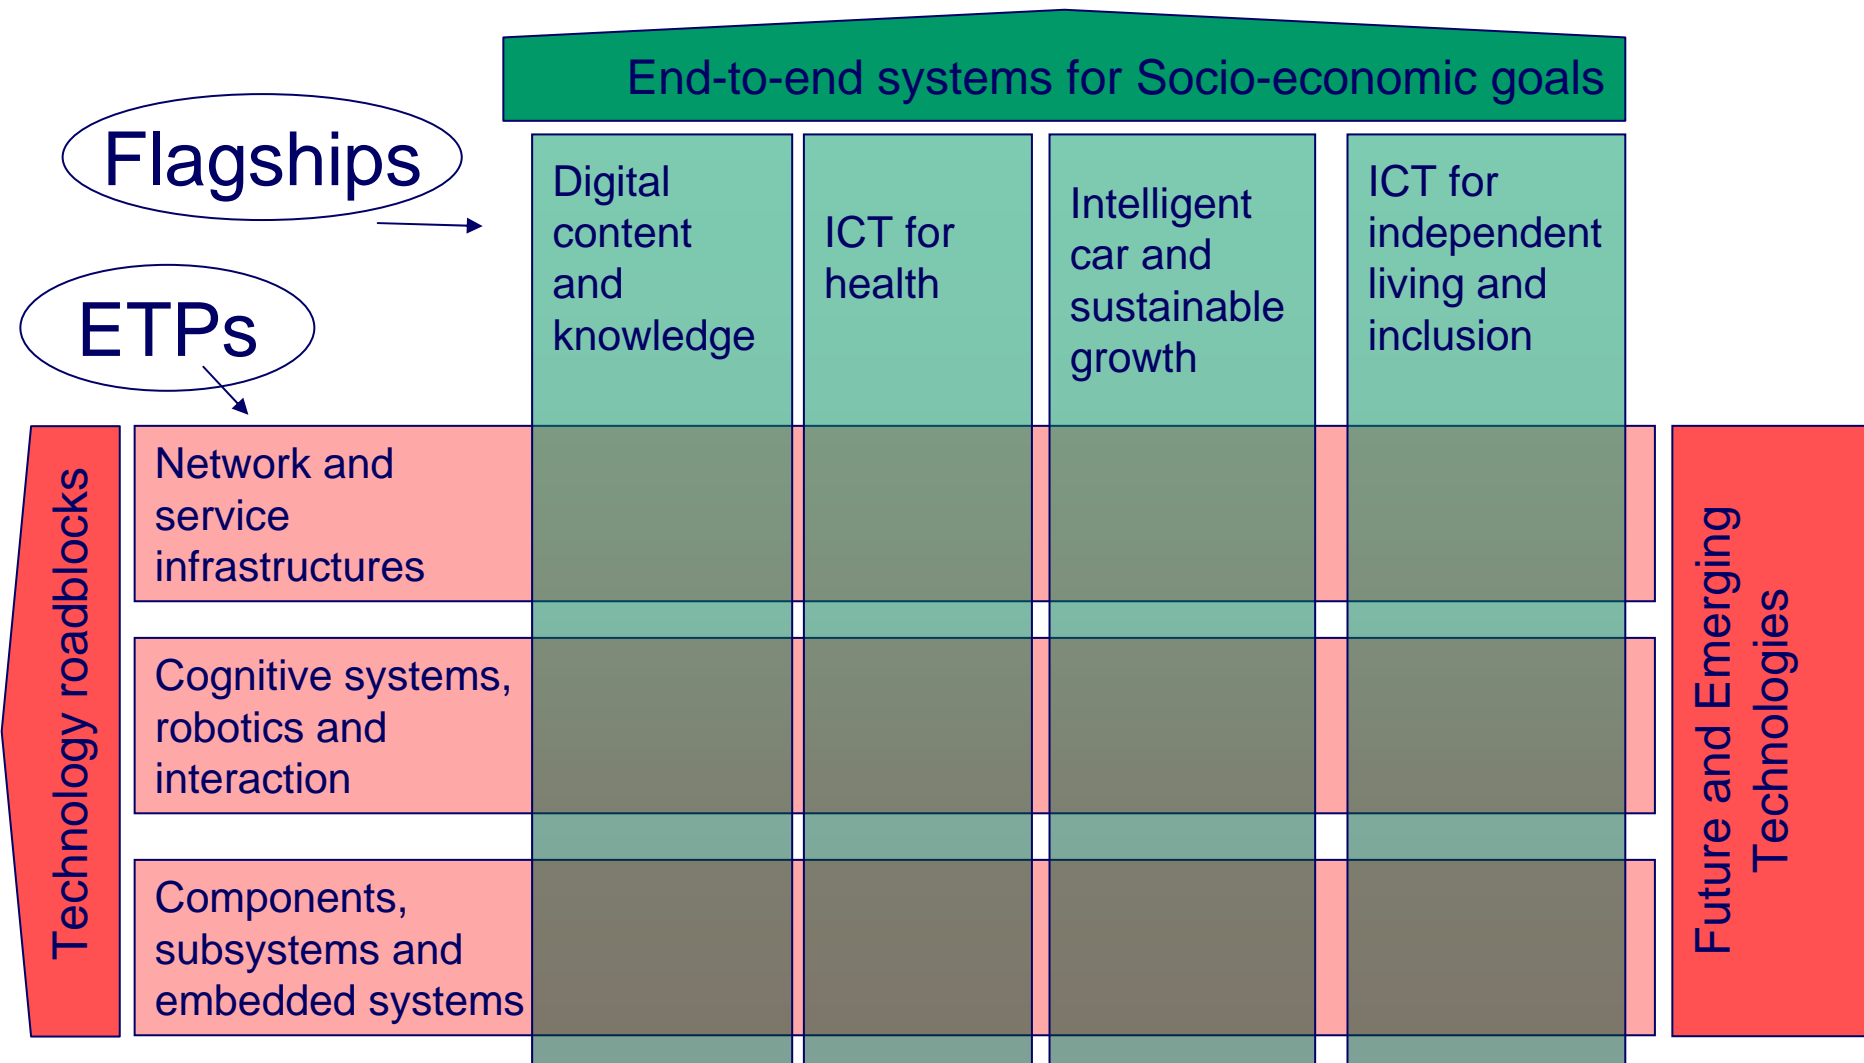 End-to-end systems for Socio-economic goals
Flagships
ETPs
Digital
content
and
knowledge
ICT for
health
Intelligent
car and
sustainable
growth
ICT for
independent
living and
inclusion
Technology roadblocks
Network and
service
infrastructures
Cognitive systems,
robotics and
interaction
Components,
subsystems and
embedded systems
Future and Emerging
Technologies